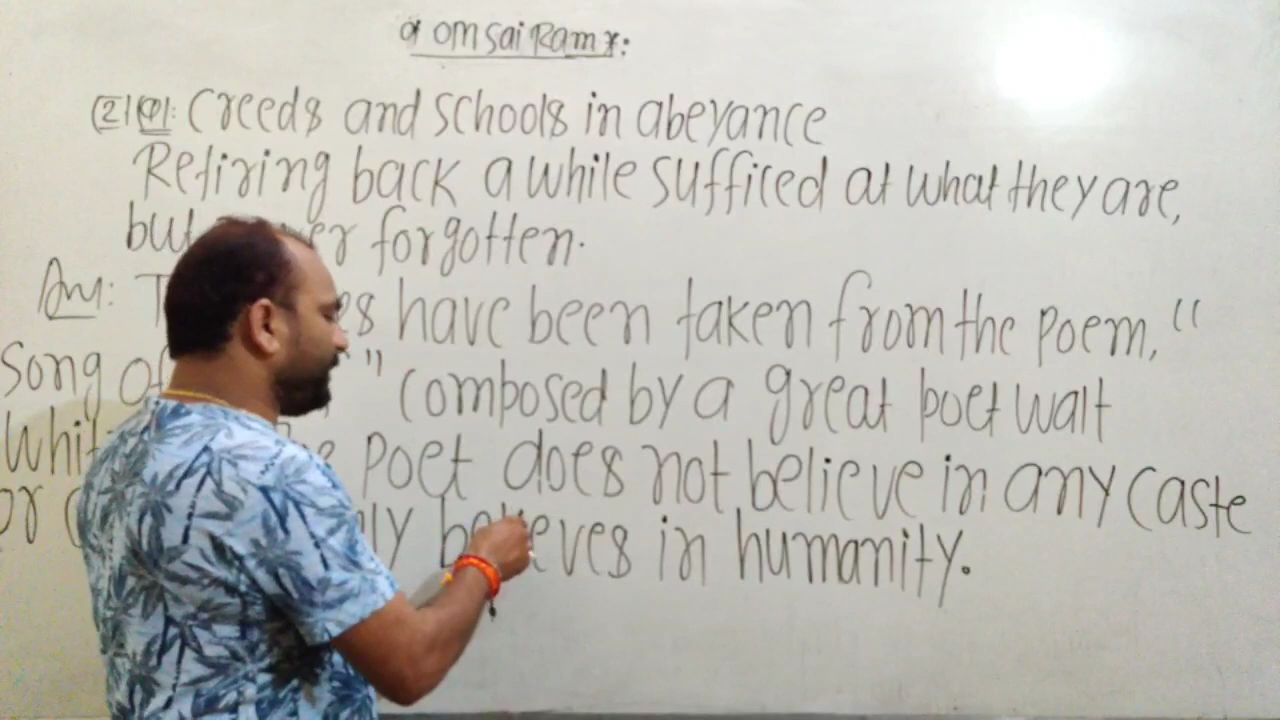 OM Sai Ram
Creeds and schools in abeyance
Retiring back a while sufficed at what they are,
but forgotten.
Ans: have been taken from the Poem, "
Song of " composed by a great poet walt
Poet does not believe in any Caste
or believes in humanity.